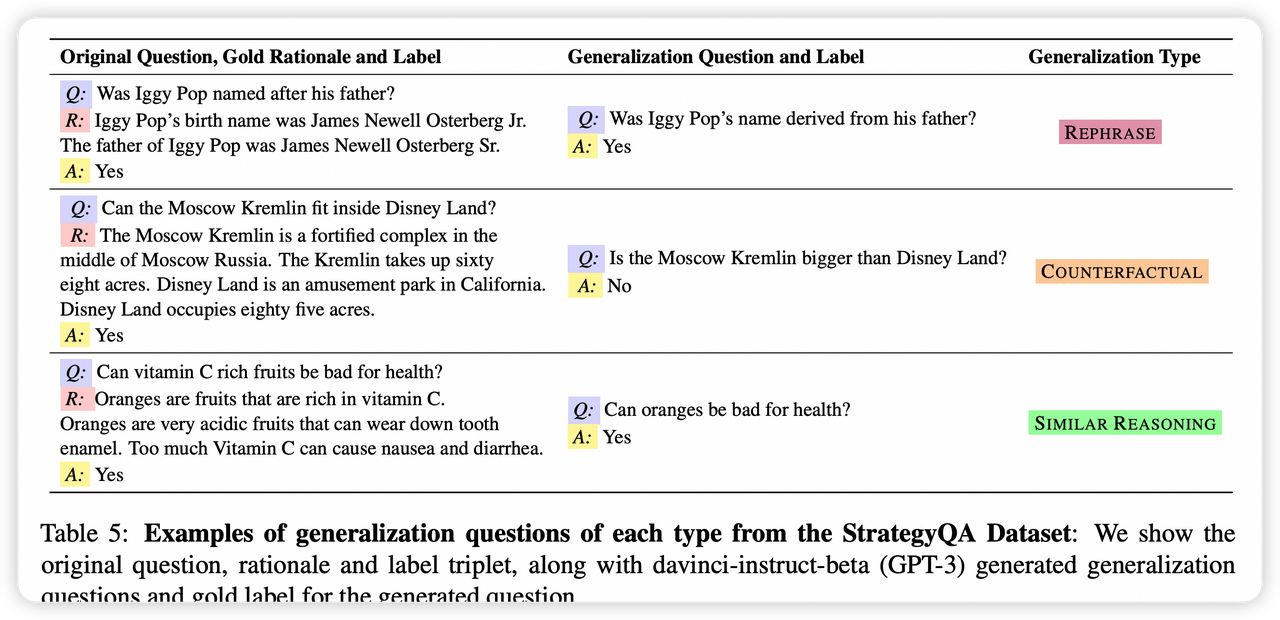 Original Question, Gold Rationale and Label
Generalization Question and Label
Generalization Type
Q: Was Iggy Pop named after his father?
R: Iggy Pop's birth name was James Newell Osterberg Jr.
The father of Iggy Pop was James Newell Osterberg Sr.
A: Yes
Q: Was Iggy Pop's name derived from his father?
A: Yes
REPHRASE
Q: Can the Moscow Kremlin fit inside Disney Land?
R: The Moscow Kremlin is a fortified complex in the
middle of Moscow Russia. The Kremlin takes up sixty
eight acres. Disney Land is an amusement park in California.
Disney Land occupies eighty five acres.
A: Yes
Q: Is the Moscow Kremlin bigger than Disney Land?
A: No
COUNTERFACTUAL
Q: Can vitamin C rich fruits be bad for health?
R: Oranges are fruits that are rich in vitamin C.
Oranges are very acidic fruits that can wear down tooth
enamel. Too much Vitamin C can cause nausea and diarrhea.
A: Yes
Q: Can oranges be bad for health?
A: Yes
SIMILAR REASONING
Table 5: Examples of generalization questions of each type from the StrategyQA Dataset: We show the
original question, rationale and label triplet, along with davinci-instruct-beta (GPT-3) generated generalization
questions and gold label for the generated question